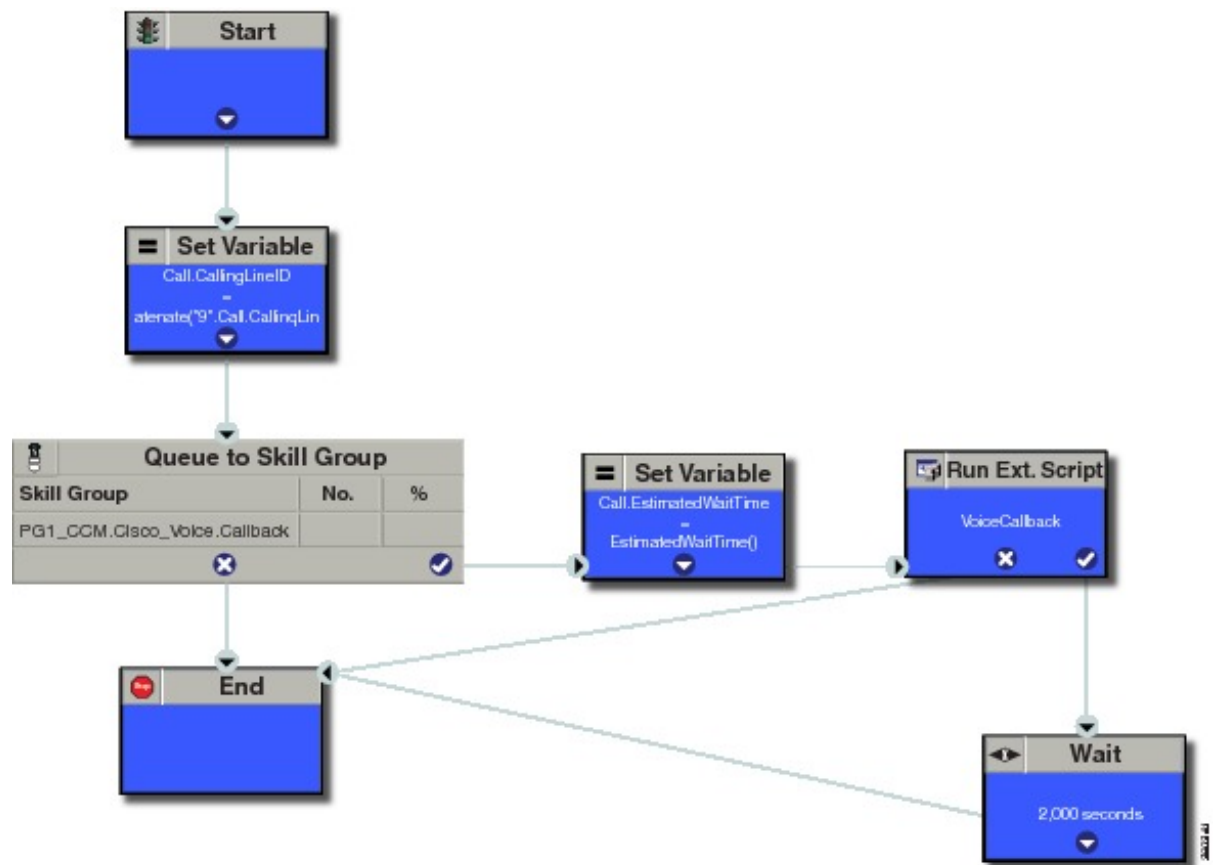 Start
= Set Variable
Call.CallingLineID
=
atenate("9".Call.CallingLin
Queue to Skill Group
Skill Group No. %
PG1_CCM.Cisco_Voice.Callback
= Set Variable
Call.EstimatedWaitTime
=
EstimatedWaitTime()
Run Ext. Script
VoiceCallback
End
Wait
2,000 seconds